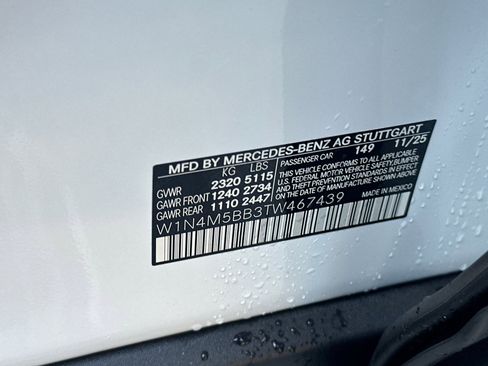 MFD BY MERCEDES-BENZ AG STUTTGART
KG LBS PASSENGER CAR 149 11/25
GVWR 2320 5115 THIS VEHICLE CONFORMS TO ALL APPLICABLE
GAWR FRONT 1240 2734 U.S. FEDERAL MOTOR VEHICLE SAFETY, BUMPER
GAWR REAR 1110 2447 AND THEFT PREVENTION STANDARDS IN EFFECT
ON THE DATE OF MANUFACTURE SHOWN ABOVE
W1N4M5BB3TW467439 MADE IN MEXICO